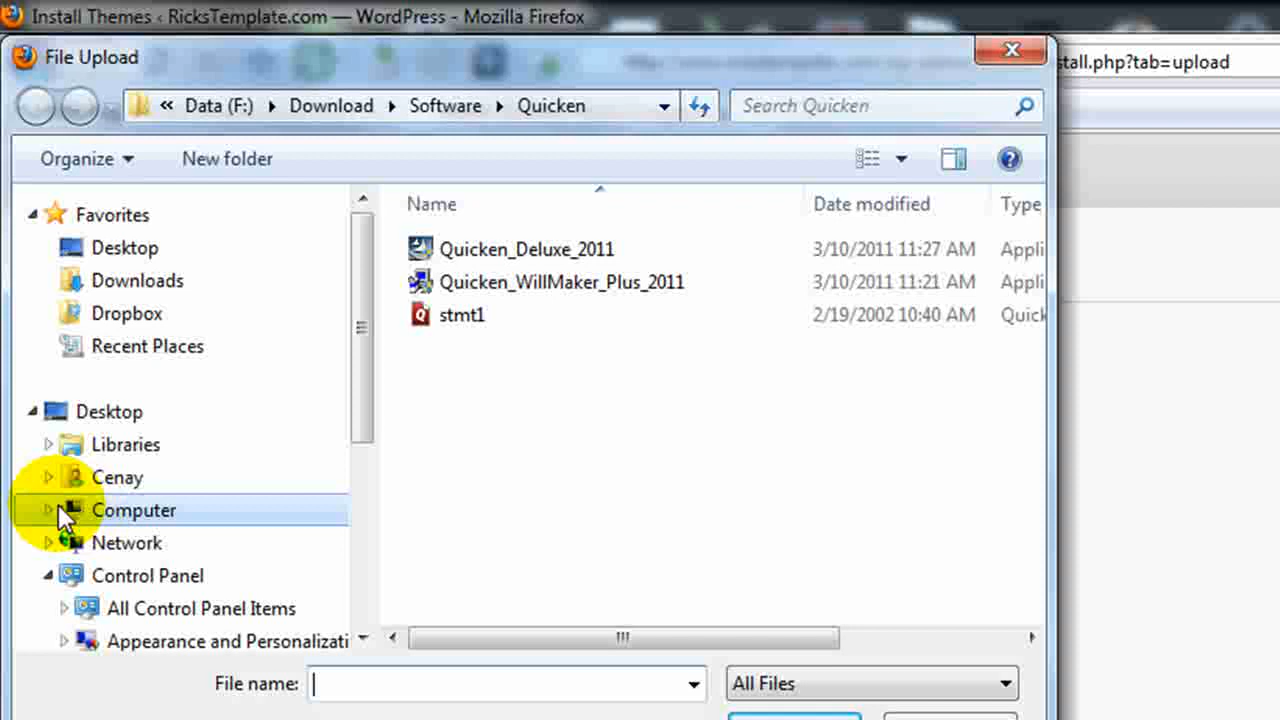 Install Themes ‹ RicksTemplate.com — WordPress - Mozilla Firefox
File Upload
stall.php?tab=upload
« Data (F:) Download Software Quicken Search Quicken
Organize New folder
Name Date modified Type
Favorites
Desktop
Downloads
Dropbox
Recent Places
Quicken_Deluxe_2011 3/10/2011 11:27 AM Appli
Quicken_WillMaker_Plus_2011 3/10/2011 11:21 AM Appli
stmt1 2/19/2002 10:40 AM Quick
Desktop
Libraries
Cenay
Computer
Network
Control Panel
All Control Panel Items
Appearance and Personalizati
File name: All Files